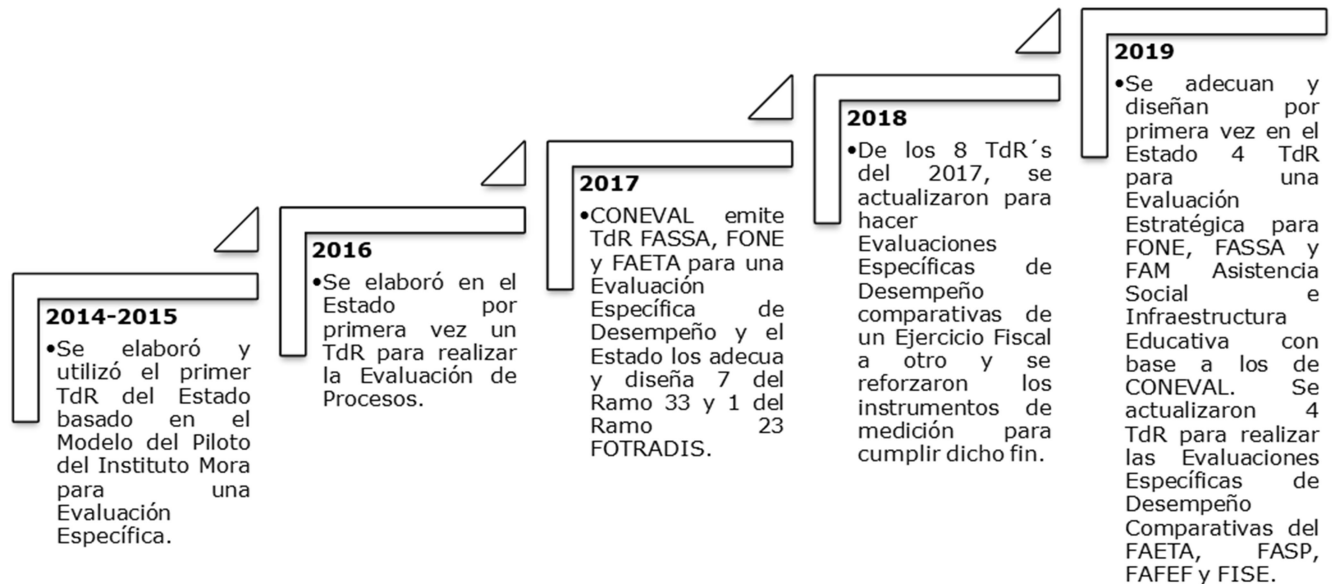 2014-2015
•Se elaboró y
utilizó el primer
TdR del Estado
basado en el
Modelo del Piloto
del Instituto Mora
para una
Evaluación
Específica.
2016
•Se elaboró en el
Estado por
primera vez un
TdR para realizar
la Evaluación de
Procesos.
2017
•CONEVAL emite
TdR FASSA, FONE
y FAETA para una
Evaluación
Específica de
Desempeño y el
Estado los adecua
y diseña 7 del
Ramo 33 y 1 del
Ramo 23
FOTRADIS.
2018
•De los 8 TdR´s
del 2017, se
actualizaron para
hacer
Evaluaciones
Específicas de
Desempeño
comparativas de
un Ejercicio Fiscal
a otro y se
reforzaron los
instrumentos de
medición para
cumplir dicho fin.
2019
•Se adecuan y
diseñan por
primera vez en el
Estado 4 TdR
para una
Evaluación
Estratégica para
FONE, FASSA y
FAM Asistencia
Social e
Infraestructura
Educativa con
base a los de
CONEVAL. Se
actualizaron 4
TdR para realizar
las Evaluaciones
Específicas de
Desempeño
Comparativas del
FAETA, FASP,
FAFEF y FISE.